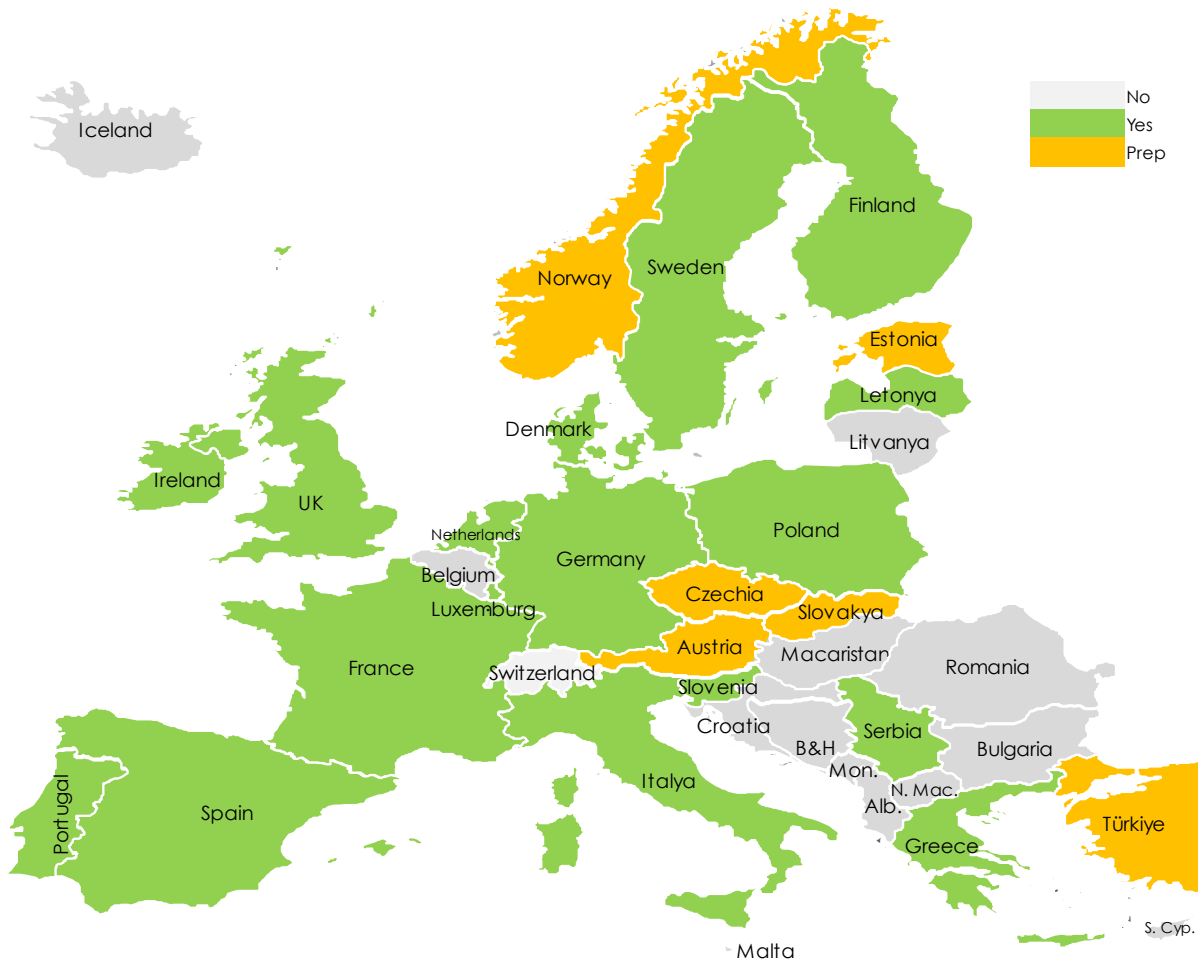 No
Yes
Prep
Iceland
Finland
Sweden
Norway
Estonia
Letonya
Denmark
Litvanya
Ireland
UK
Netherlands
Poland
Germany
Belgium
Czechia
Luxemburg
Slovakya
Austria
Macaristan
France
Switzerland
Romania
Slovenia
Croatia
Serbia
B&H
Bulgaria
Mon.
Italya
N. Mac.
Alb.
Portugal
Spain
Türkiye
Greece
S. Cyp.
Malta